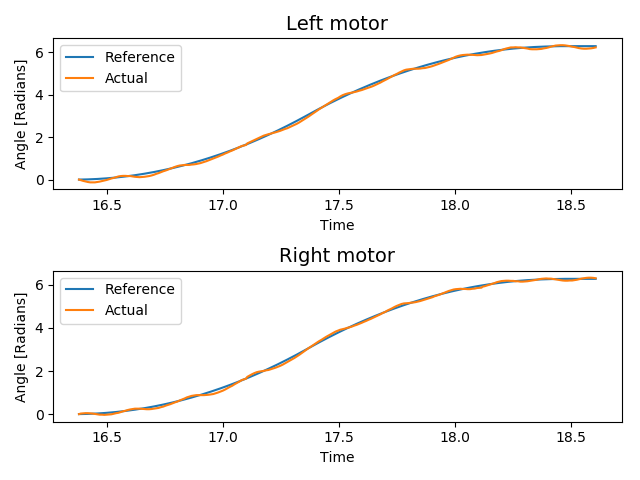 Left motor
Reference
Actual
Angle [Radians]
6
4
2
0
16.5 17.0 17.5 18.0 18.5
Time
Right motor
Reference
Actual
Angle [Radians]
6
4
2
0
16.5 17.0 17.5 18.0 18.5
Time